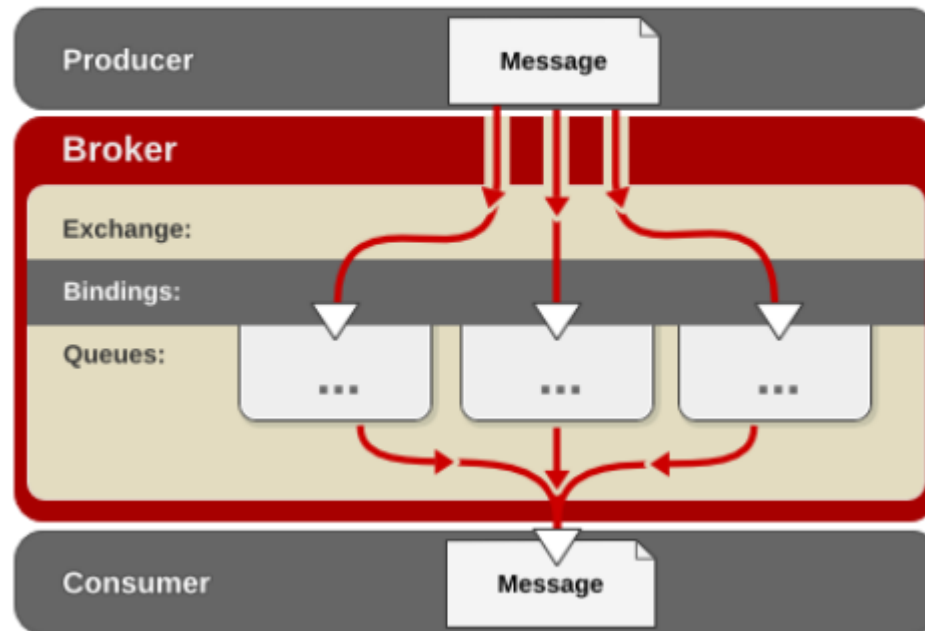 Producer
Message
Broker
Exchange:
Bindings:
Queues:
... ... ...
Consumer
Message